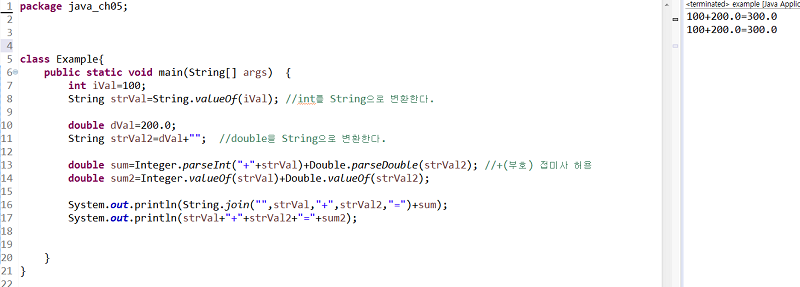 <terminated> example [Java Applic
1 package java_ch05;
2
3
4
5 class Example{
6 public static void main(String[] args)  {
7 int iVal=100;
8 String strVal=String.valueOf(iVal); //int를 String으로 변환한다.
9
10 double dVal=200.0;
11 String strVal2=dVal+"";  //double를 String으로 변환한다.
12
13 double sum=Integer.parseInt("+"+strVal)+Double.parseDouble(strVal2); //+(부호) 접미사 허용
14 double sum2=Integer.valueOf(strVal)+Double.valueOf(strVal2);
15
16 System.out.println(String.join("",strVal,"+",strVal2,"=")+sum);
17 System.out.println(strVal+"+"+strVal2+"="+sum2);
18
19
20 }
21 }
22
100+200.0=300.0
100+200.0=300.0